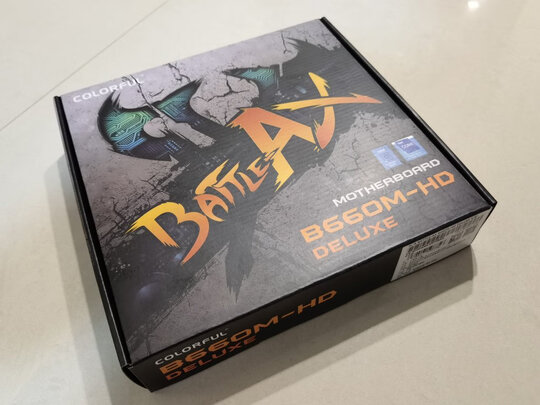 COLORFUL
BATTLE-AX
MOTHERBOARD
B660M-HD
DELUXE
COLORFUL
B660M-HD
DELUXE